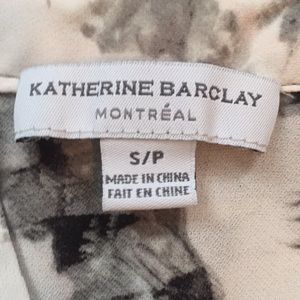 KATHERINE BARCLAY
MONTRÉAL
S/P
MADE IN CHINA
FAIT EN CHINE